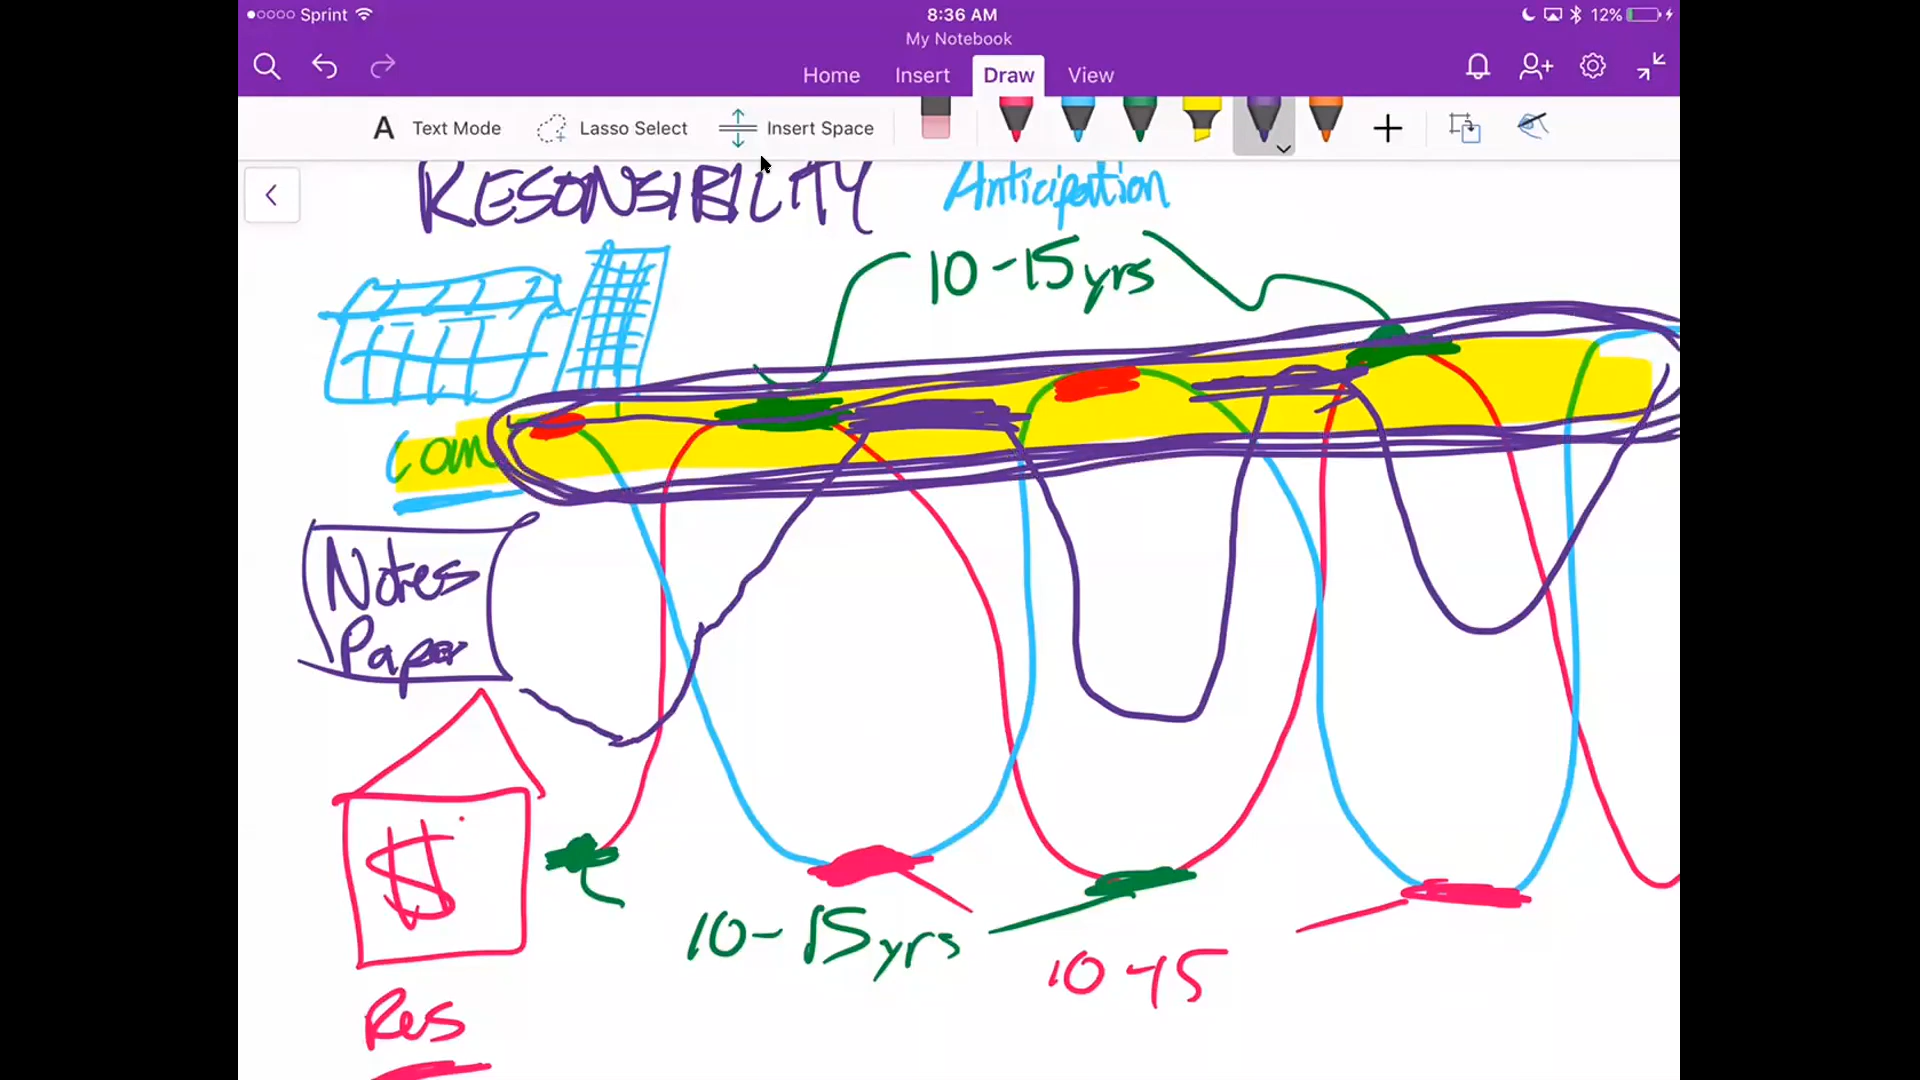 Sprint 8:36 AM 12%
My Notebook
Home Insert Draw View
A Text Mode Lasso Select Insert Space
RESONSIBILITY Anticipation
10-15yrs
Com
Notes
Paper
$
10-15yrs
10-15
Res